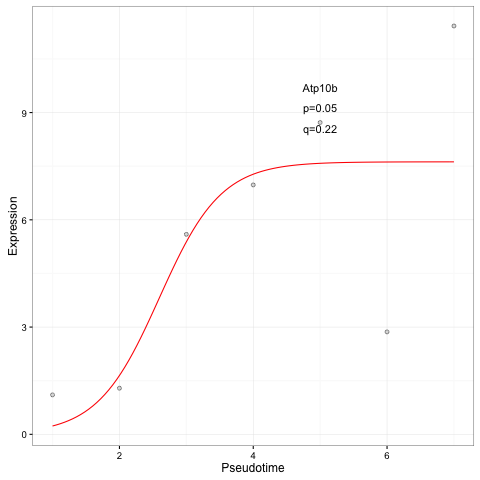 Atp10b
p=0.05
q=0.22
9
6
3
0
Expression
2
4
6
Pseudotime